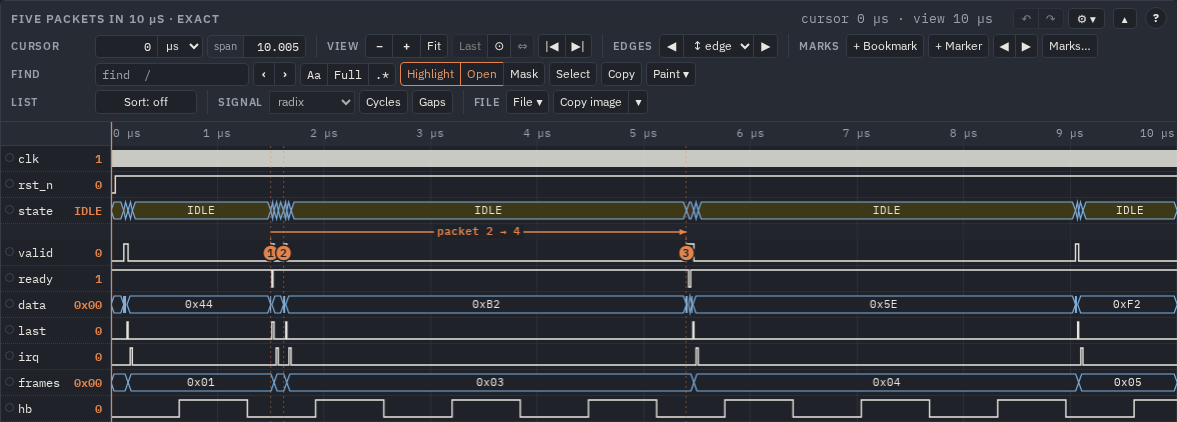 FIVE PACKETS IN 10 µS · EXACT cursor 0 µs · view 10 µs ↶ ↷ ⚙ ▾ ▲ ?
CURSOR 0 µs span 10.005 VIEW − + Fit Last ⊙ ⇔ |◀ ▶| EDGES ◀ ↕ edge ▶ MARKS + Bookmark + Marker ◀ ▶ Marks…
FIND find / ‹ › Aa Full .* Highlight Open Mask Select Copy Paint ▾
LIST Sort: off SIGNAL radix Cycles Gaps FILE File ▾ Copy image ▾
0 µs 1 µs 2 µs 3 µs 4 µs 5 µs 6 µs 7 µs 8 µs 9 µs 10 µs
clk 1
rst_n 0
state IDLE IDLE IDLE IDLE IDLE
packet 2 → 4
valid 0 1 2 3
ready 1
data 0x00 0x44 0xB2 0x5E 0xF2
last 0
irq 0
frames 0x00 0x01 0x03 0x04 0x05
hb 0